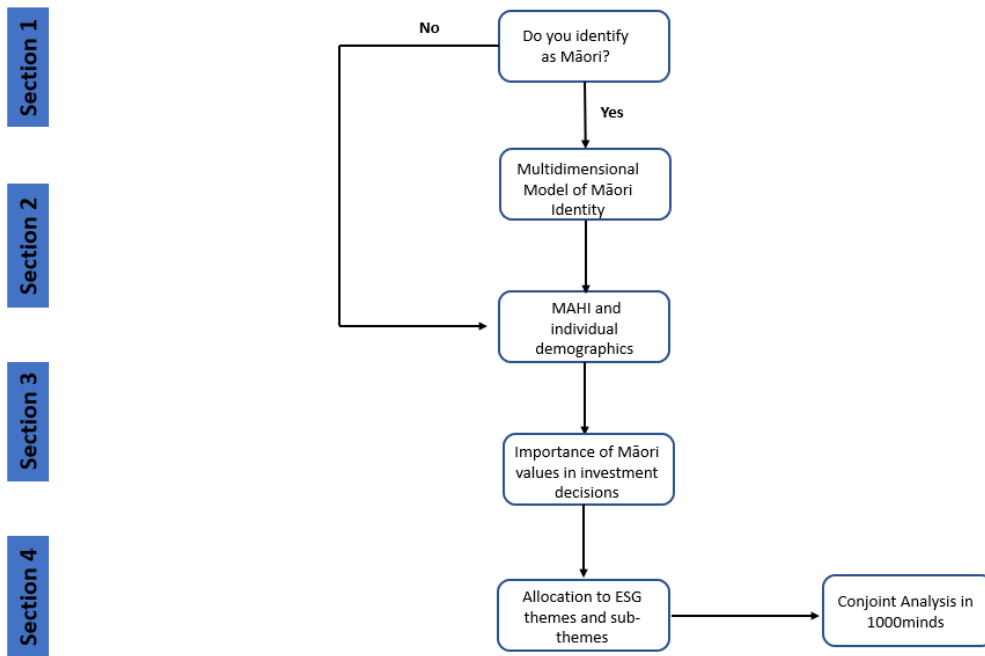 Section 1
No
Do you identify
as Māori?
Yes
Multidimensional
Model of Māori
Identity
Section 2
MAHI and
individual
demographics
Section 3
Importance of Māori
values in investment
decisions
Section 4
Allocation to ESG
themes and sub-
themes
Conjoint Analysis in
1000minds